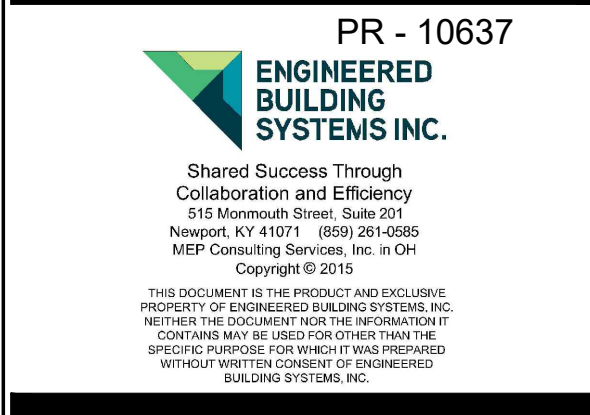 PR - 10637
ENGINEERED
BUILDING
SYSTEMS INC.
Shared Success Through
Collaboration and Efficiency
515 Monmouth Street, Suite 201
Newport, KY 41071 (859) 261-0585
MEP Consulting Services, Inc. in OH
Copyright © 2015
THIS DOCUMENT IS THE PRODUCT AND EXCLUSIVE
PROPERTY OF ENGINEERED BUILDING SYSTEMS, INC.
NEITHER THE DOCUMENT NOR THE INFORMATION IT
CONTAINS MAY BE USED FOR OTHER THAN THE
SPECIFIC PURPOSE FOR WHICH IT WAS PREPARED
WITHOUT WRITTEN CONSENT OF ENGINEERED
BUILDING SYSTEMS, INC.